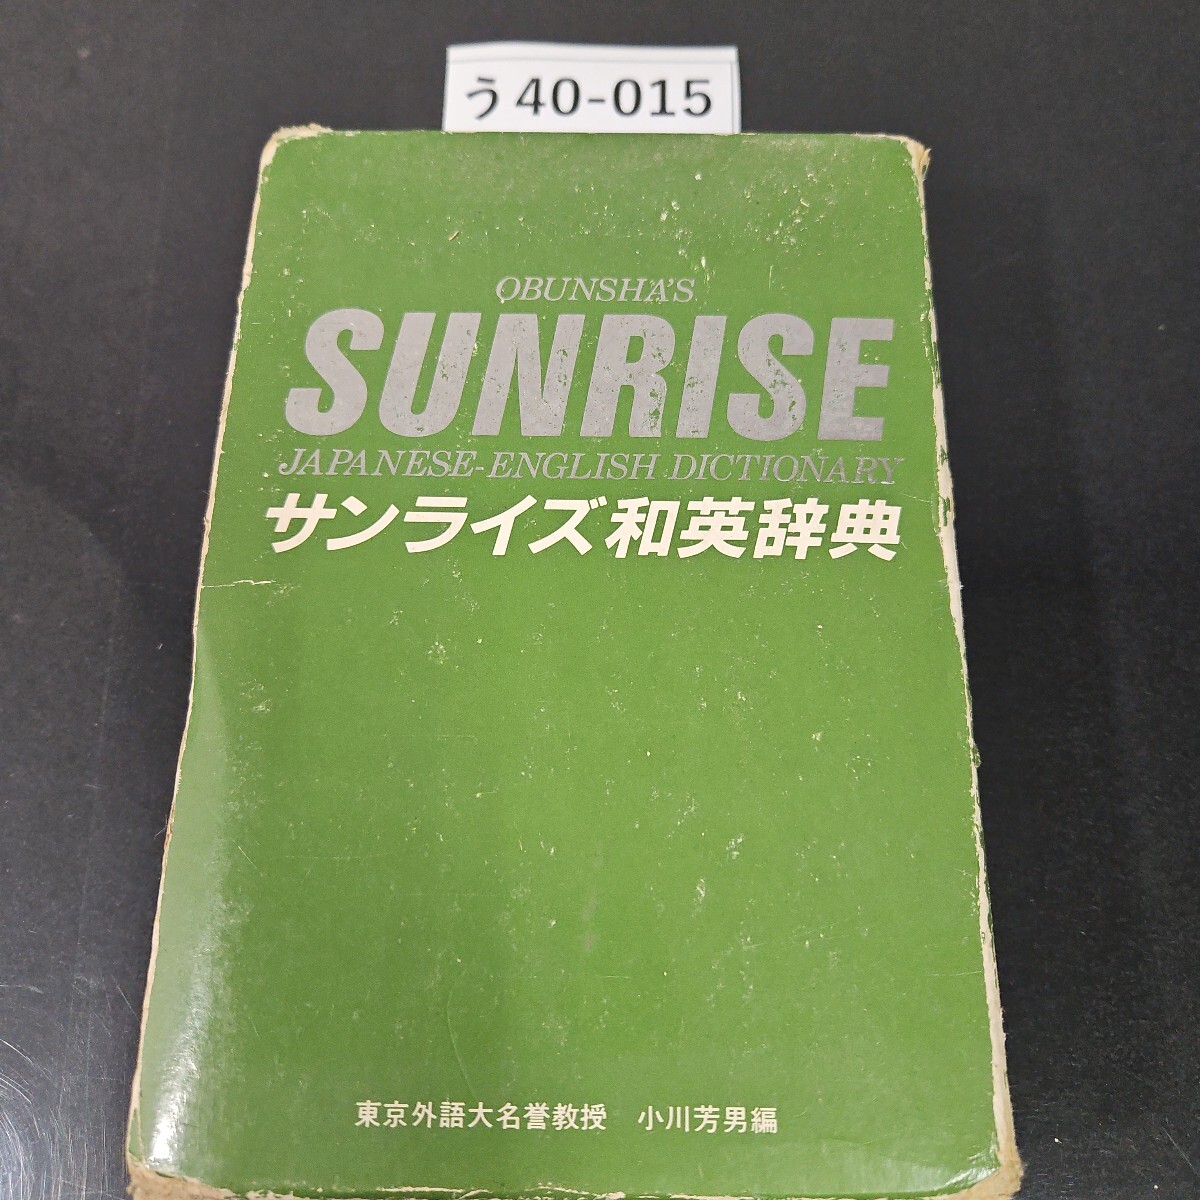 う40-015
OBUNSHA'S
SUNRISE
JAPANESE-ENGLISH DICTIONARY
サンライズ和英辞典
東京外語大名誉教授 小川芳男編